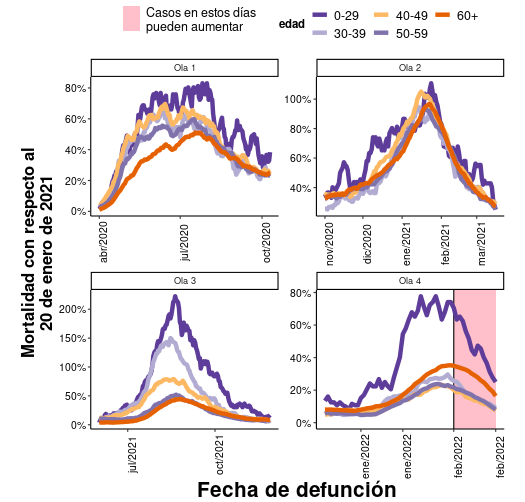 Casos en estos días
pueden aumentar
edad
0-29
40-49
60+
30-39
50-59
Mortalidad con respecto al
20 de enero de 2021
Ola 1
80%
60%
40%
20%
0%
abr/2020
jul/2020
oct/2020
Ola 2
100%
80%
60%
40%
nov/2020
dic/2020
ene/2021
feb/2021
mar/2021
Ola 3
200%
150%
100%
50%
0%
jul/2021
oct/2021
Ola 4
80%
60%
40%
20%
0%
ene/2022
ene/2022
feb/2022
feb/2022
Fecha de defunción